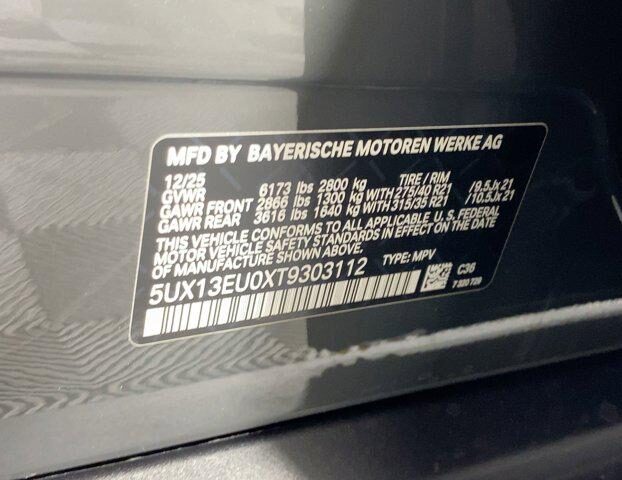 MFD BY BAYERISCHE MOTOREN WERKE AG
12/25 TIRE / RIM
GVWR 6173 lbs 2800 kg
GAWR FRONT 2866 lbs 1300 kg WITH 275/40 R21 /9,5Jx21
GAWR REAR 3616 lbs 1640 kg WITH 315/35 R21 /10,5Jx21
THIS VEHICLE CONFORMS TO ALL APPLICABLE U.S. FEDERAL
MOTOR VEHICLE SAFETY STANDARDS IN EFFECT ON THE DATE
OF MANUFACTURE SHOWN ABOVE.
5UX13EU0XT9303112 TYPE: MPV
C36